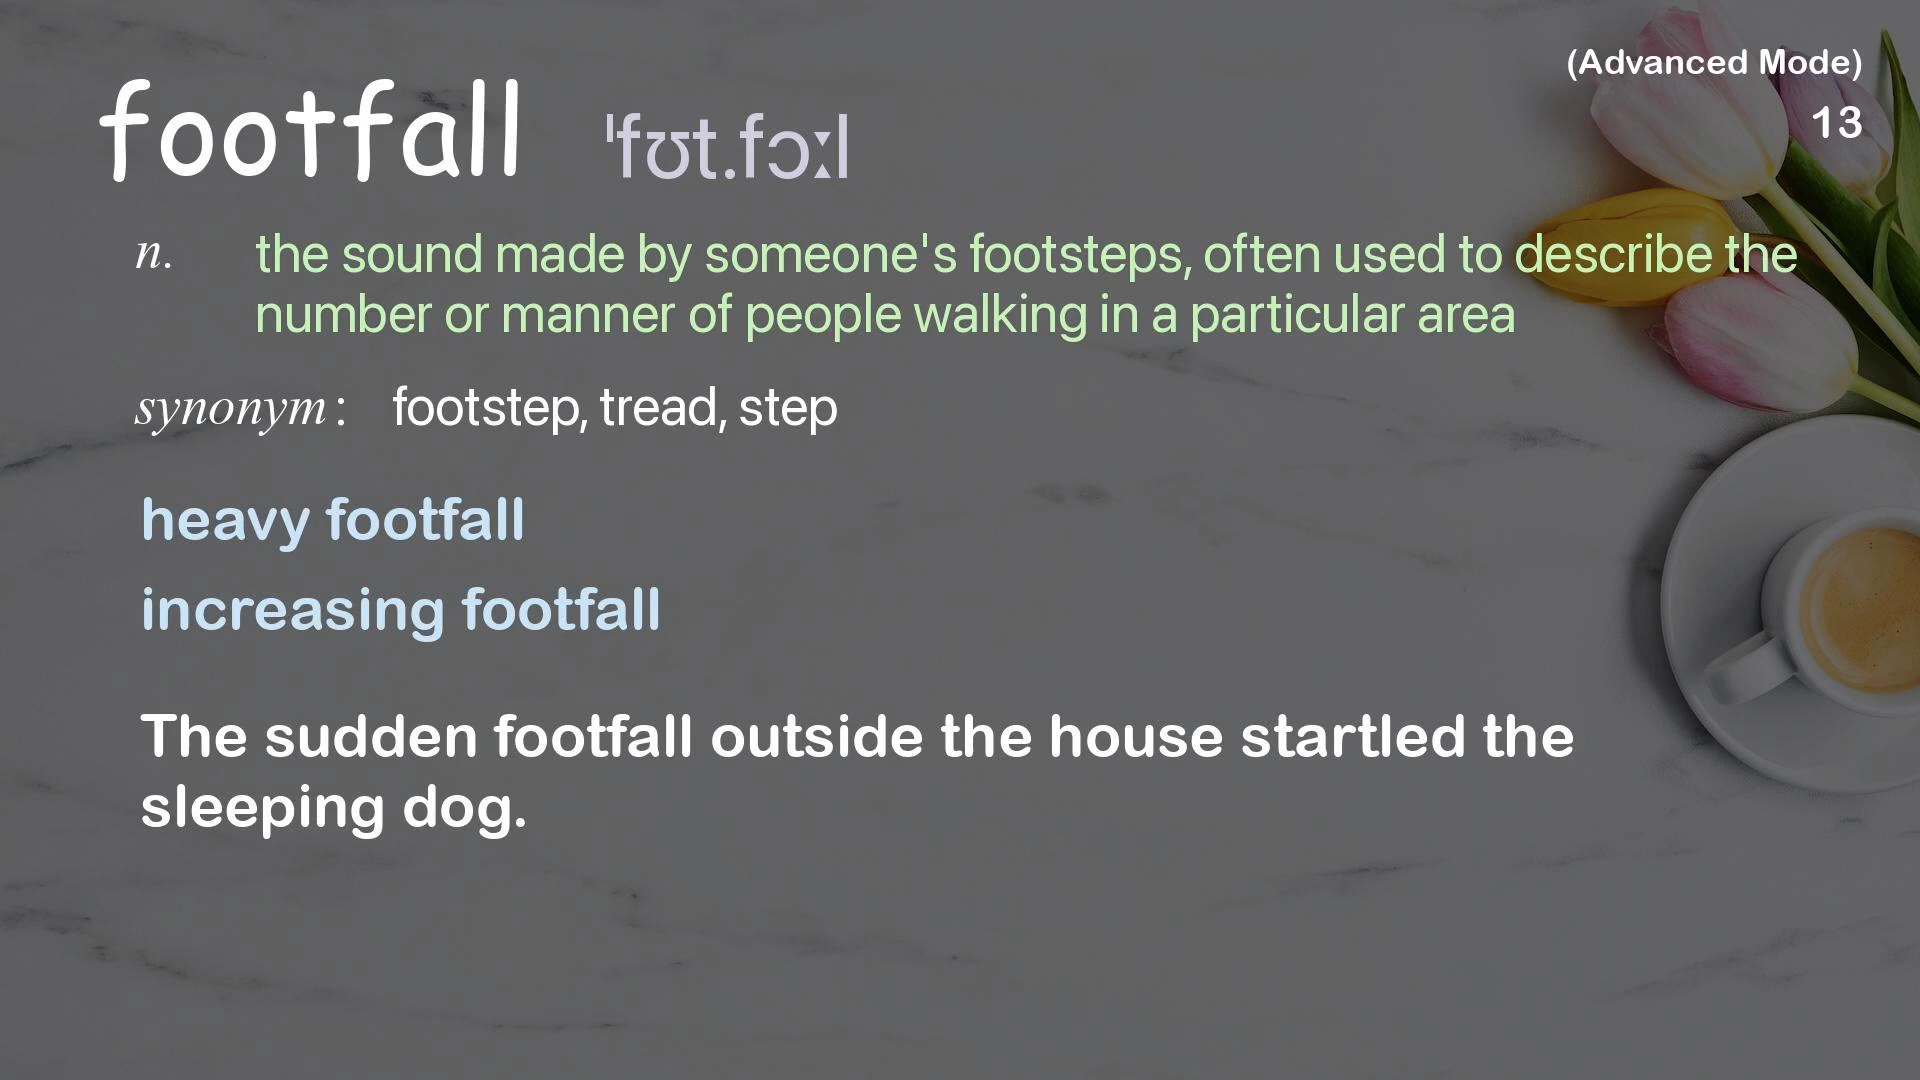 (Advanced Mode)
13
footfall ˈfʊt.fɔːl
n. the sound made by someone's footsteps, often used to describe the
number or manner of people walking in a particular area
synonym: footstep, tread, step
heavy footfall
increasing footfall
The sudden footfall outside the house startled the
sleeping dog.